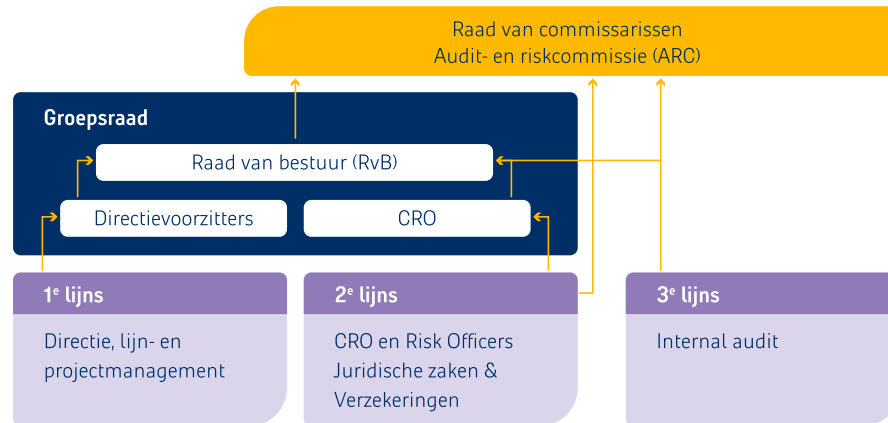 Raad van commissarissen
Audit- en riskcommissie (ARC)
Groepsraad
Raad van bestuur (RvB)
Directievoorzitters
CRO
1e lijns
Directie, lijn- en
projectmanagement
2e lijns
CRO en Risk Officers
Juridische zaken &
Verzekeringen
3e lijns
Internal audit